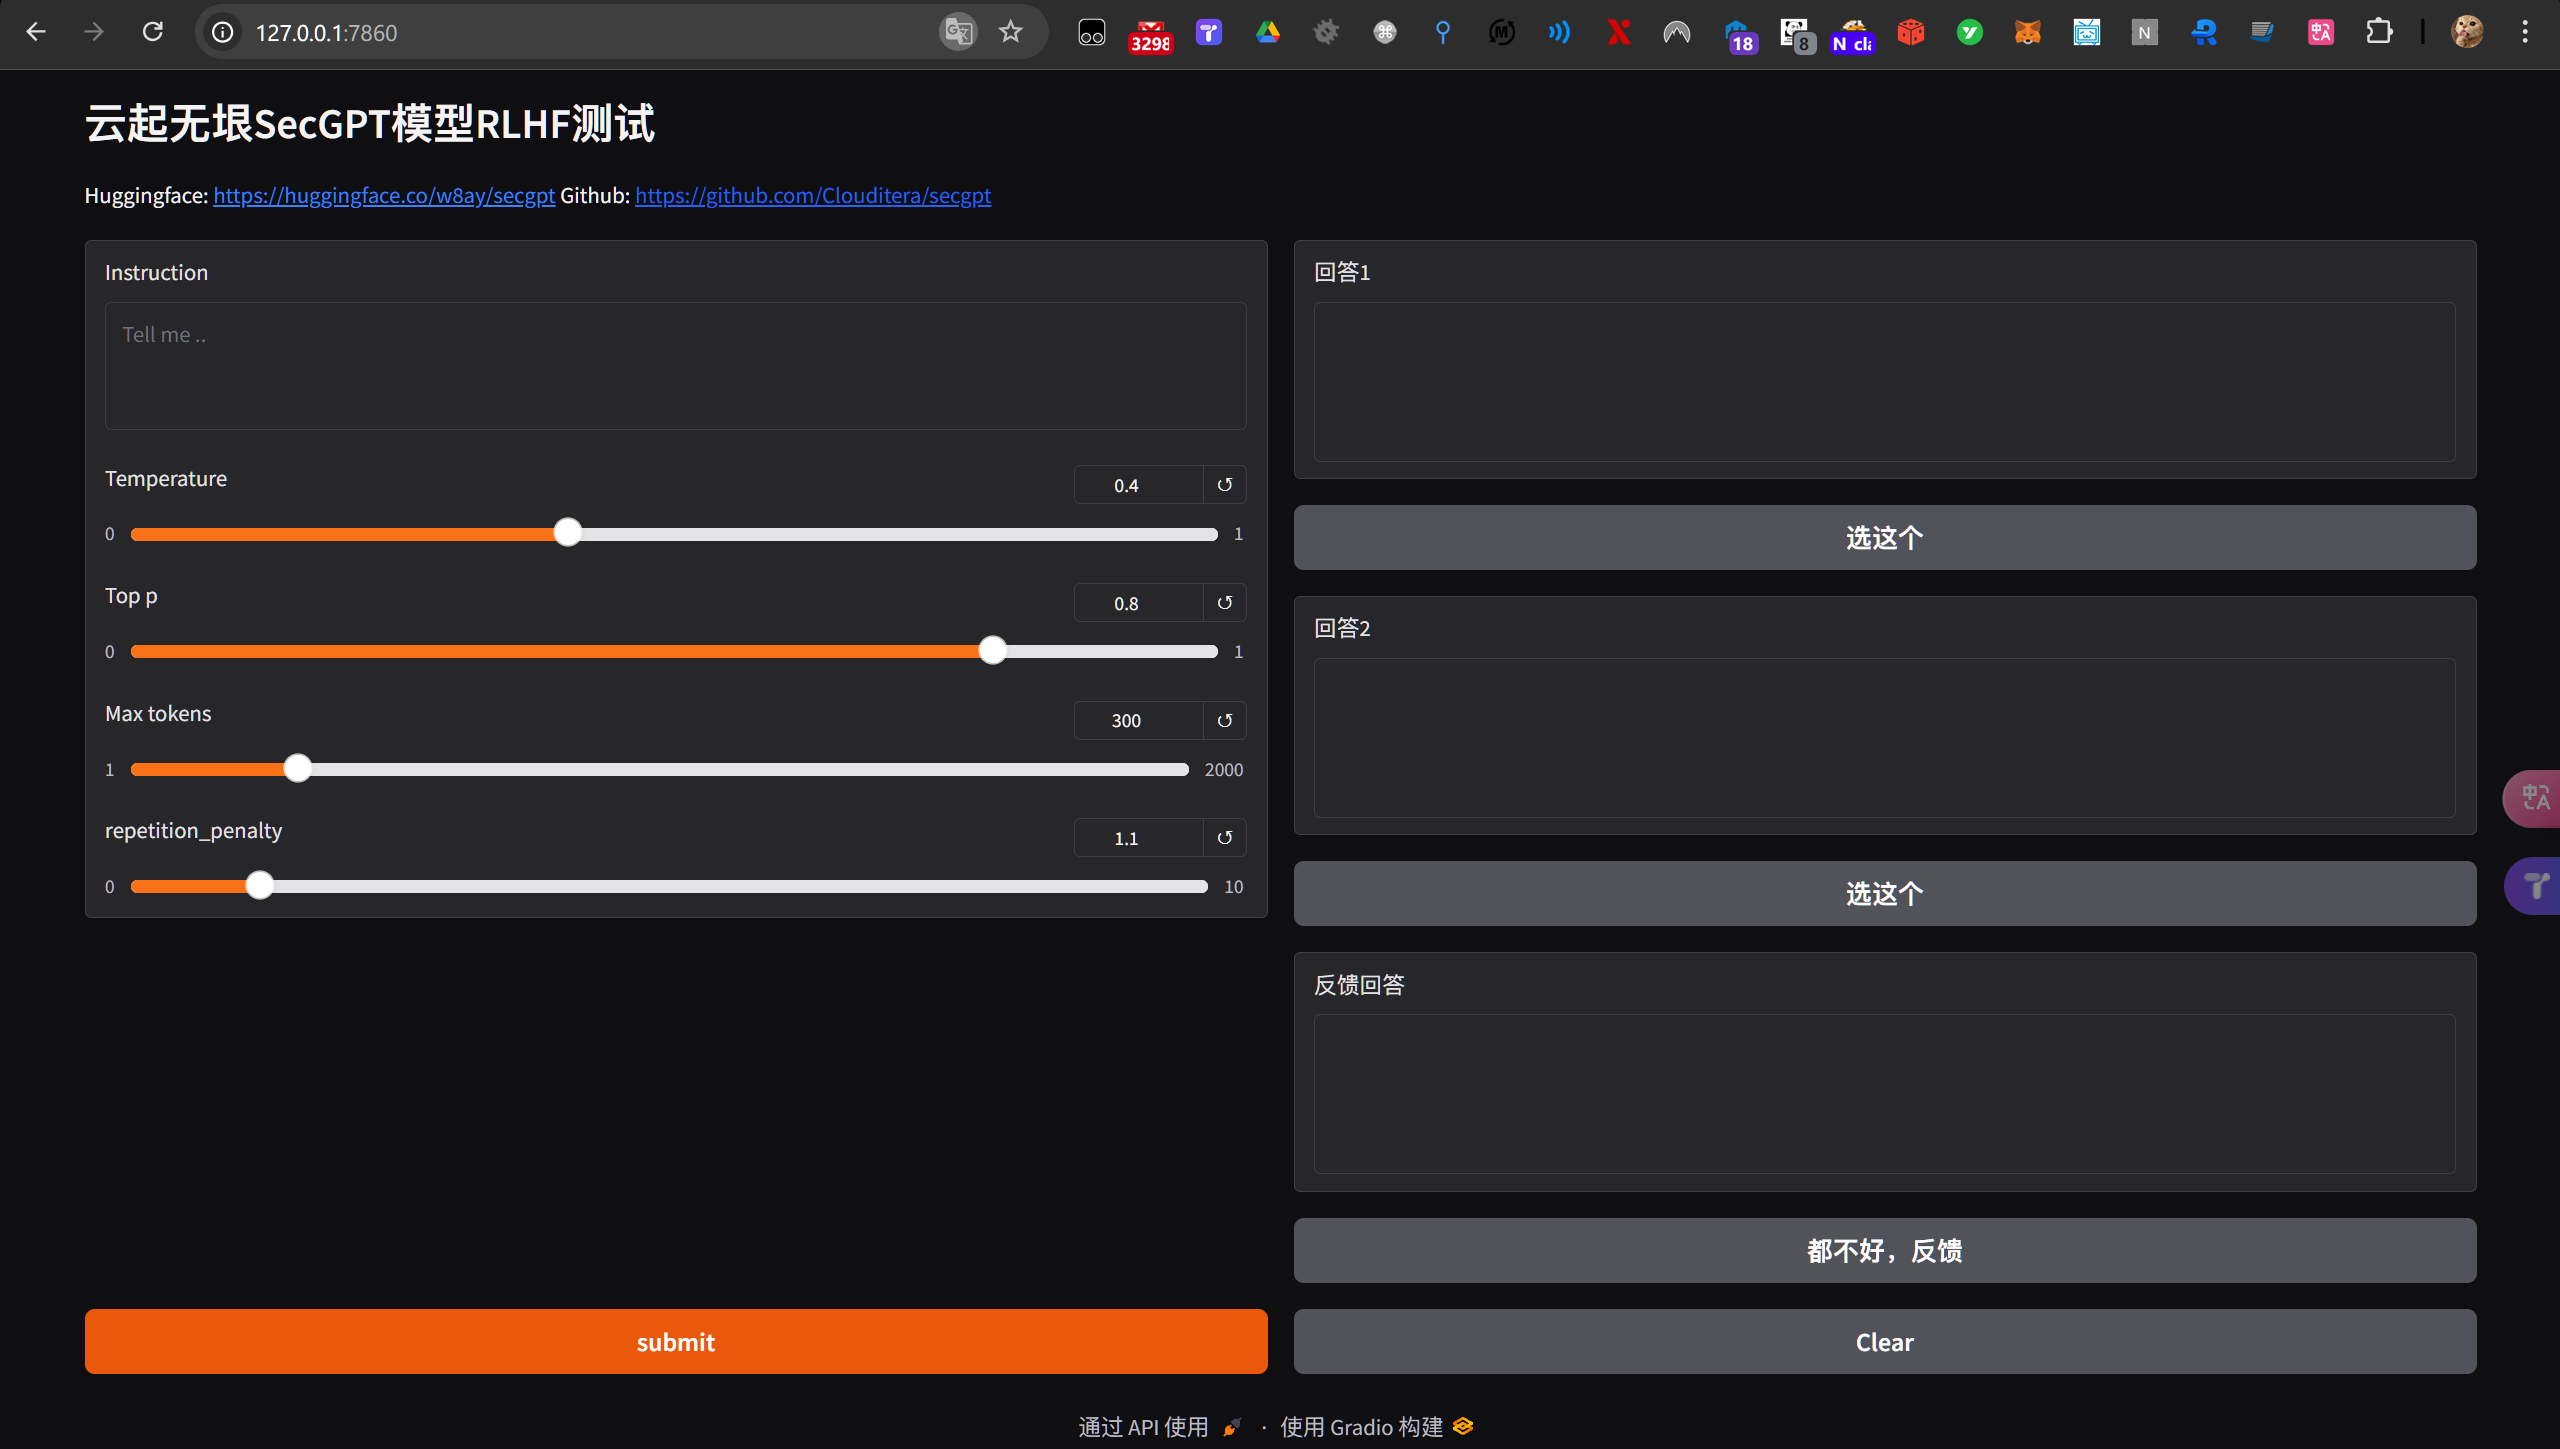 127.0.0.1:7860
3298
18
8
N cla
N
云起无垠SecGPT模型RLHF测试
Huggingface: https://huggingface.co/w8ay/secgpt Github: https://github.com/Clouditera/secgpt
Instruction
Tell me ..
Temperature
0.4
0
1
Top p
0.8
0
1
Max tokens
300
1
2000
repetition_penalty
1.1
0
10
submit
回答1
选这个
回答2
选这个
反馈回答
都不好，反馈
Clear
中A
通过 API 使用 · 使用 Gradio 构建